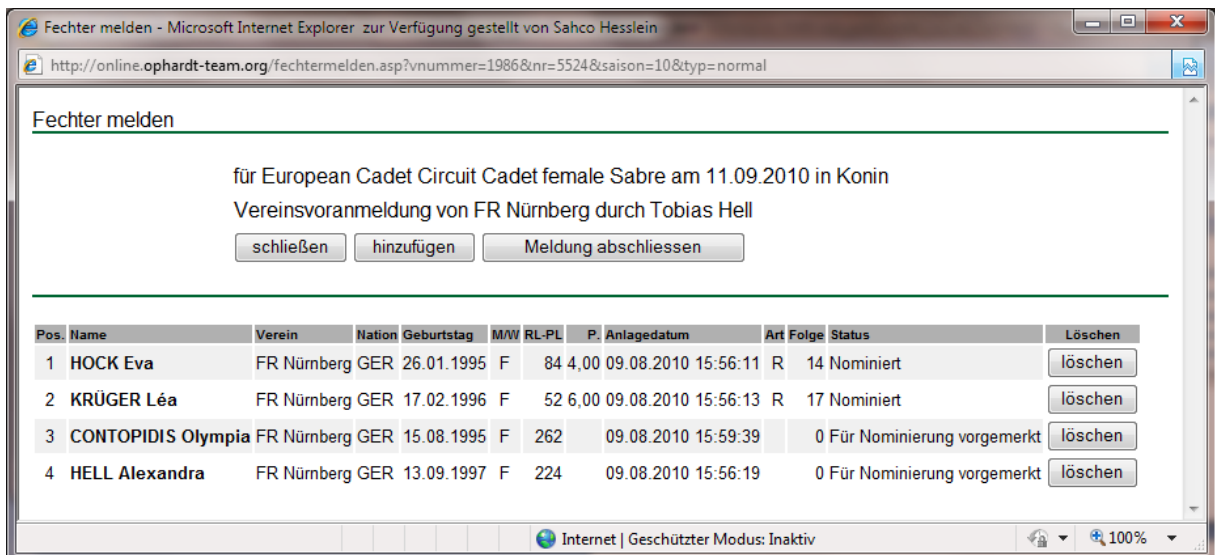 Fechter melden - Microsoft Internet Explorer zur Verfügung gestellt von Sahco Hesslein
http://online.ophardt-team.org/fechtermelden.asp?vnummer=1986&nr=5524&saison=10&typ=normal
Fechter melden
für European Cadet Circuit Cadet female Sabre am 11.09.2010 in Konin
Vereinsvoranmeldung von FR Nürnberg durch Tobias Hell
schließen hinzufügen Meldung abschliessen
Pos. Name Verein Nation Geburtstag M/W RL-PL P. Anlagedatum Art Folge Status Löschen
1 HOCK Eva FR Nürnberg GER 26.01.1995 F 84 4,00 09.08.2010 15:56:11 R 14 Nominiert löschen
2 KRÜGER Léa FR Nürnberg GER 17.02.1996 F 52 6,00 09.08.2010 15:56:13 R 17 Nominiert löschen
3 CONTOPIDIS Olympia FR Nürnberg GER 15.08.1995 F 262 09.08.2010 15:59:39 0 Für Nominierung vorgemerkt löschen
4 HELL Alexandra FR Nürnberg GER 13.09.1997 F 224 09.08.2010 15:56:19 0 Für Nominierung vorgemerkt löschen
Internet | Geschützter Modus: Inaktiv 100%